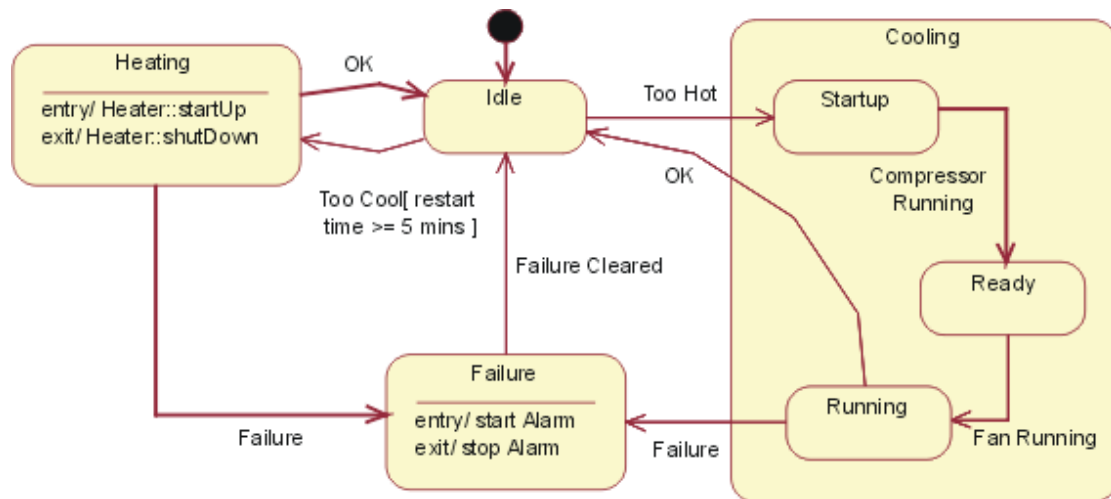 Cooling
Heating
OK
entry/ Heater::startUp
exit/ Heater::shutDown
Idle
Too Hot
Startup
Too Cool[ restart
time >= 5 mins ]
OK
Compressor
Running
Failure Cleared
Ready
Failure
entry/ start Alarm
exit/ stop Alarm
Running
Failure
Failure
Fan Running